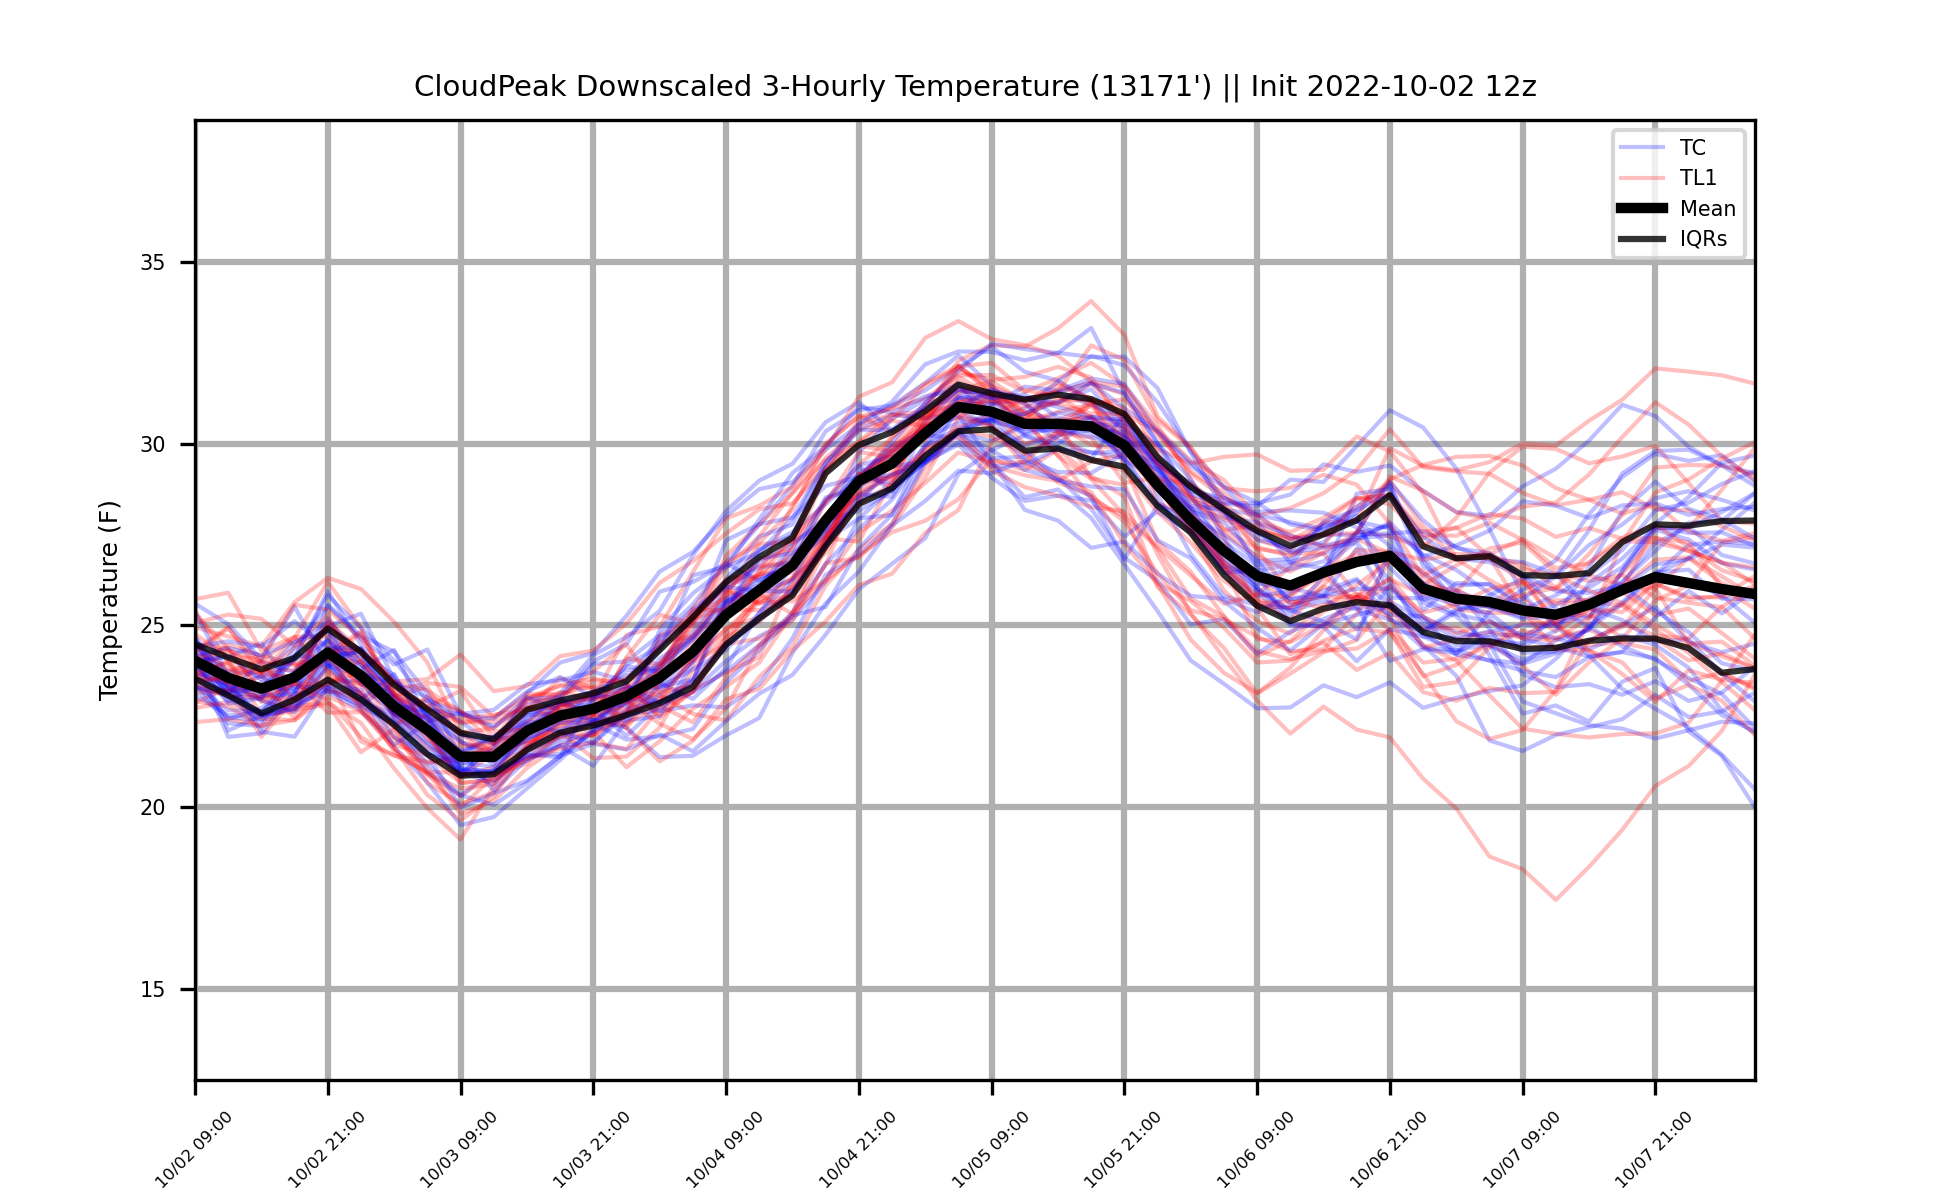 CloudPeak Downscaled 3-Hourly Temperature (13171') || Init 2022-10-02 12z
TC
TL1
Mean
IQRs
Temperature (F)
35
30
25
20
15
10/02 09:00
10/02 21:00
10/03 09:00
10/03 21:00
10/04 09:00
10/04 21:00
10/05 09:00
10/05 21:00
10/06 09:00
10/06 21:00
10/07 09:00
10/07 21:00